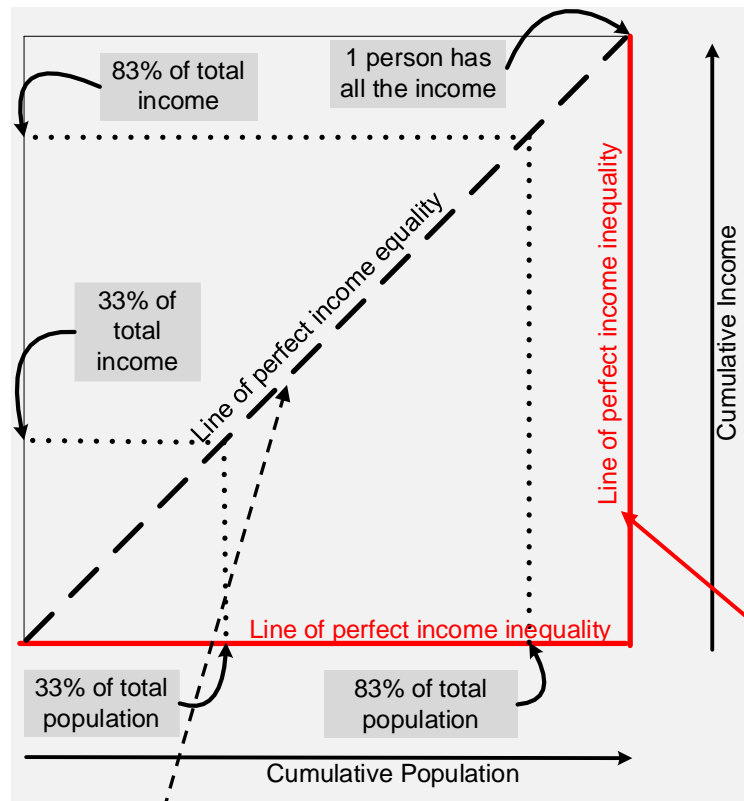 83% of total
income
1 person has
all the income
33% of
total
income
Line of perfect income equality
Line of perfect income inequality
Cumulative Income
Line of perfect income inequality
33% of total
population
83% of total
population
Cumulative Population